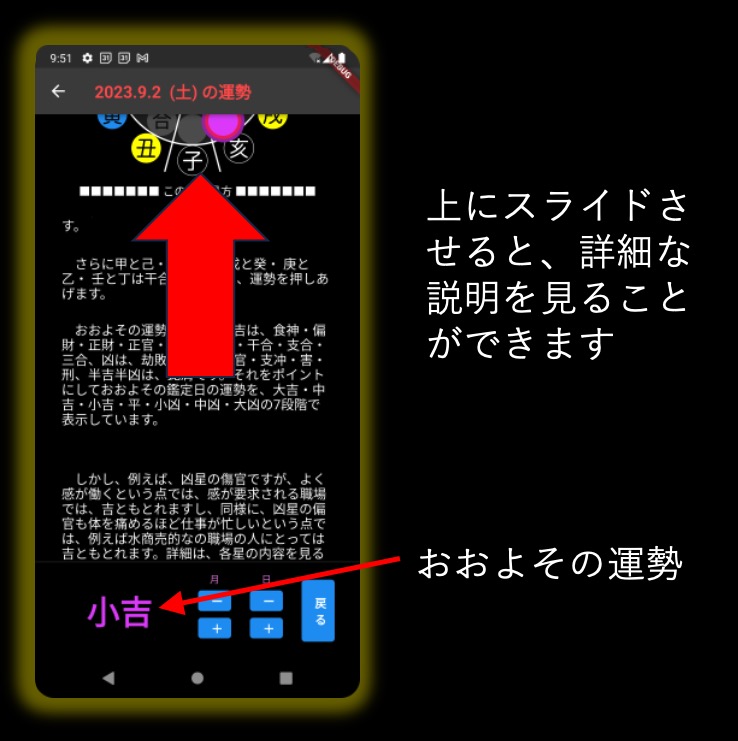 9:51
31
31
DEBUG
2023.9.2 (土) の運勢
寅
合
戌
丑
子
亥
■■■■■■■ この 方 ■■■■■■■
す。
さらに甲と己・ と癸・ 庚と
乙・ 壬と丁は干合 、運勢を押しあ
げます。
おおよその運勢 吉は、食神・偏
財・正財・正官・ ・干合・支合・
三合、凶は、劫敗 官・支冲・害・
刑、半吉半凶は、 です。それをポイント
にしておおよその鑑定日の運勢を、大吉・中
吉・小吉・平・小凶・中凶・大凶の7段階で
表示しています。
しかし、例えば、凶星の傷官ですが、よく
感が働くという点では、感が要求される職場
では、吉ともとれますし、同様に、凶星の偏
官も体を痛めるほど仕事が忙しいという点で
は、例えば水商売的なの職場の人にとっては
吉ともとれます。詳細は、各星の内容を見る
月
日
小吉
−
−
+
+
戻る
上にスライドさ
せると、詳細な
説明を見ること
ができます
おおよその運勢